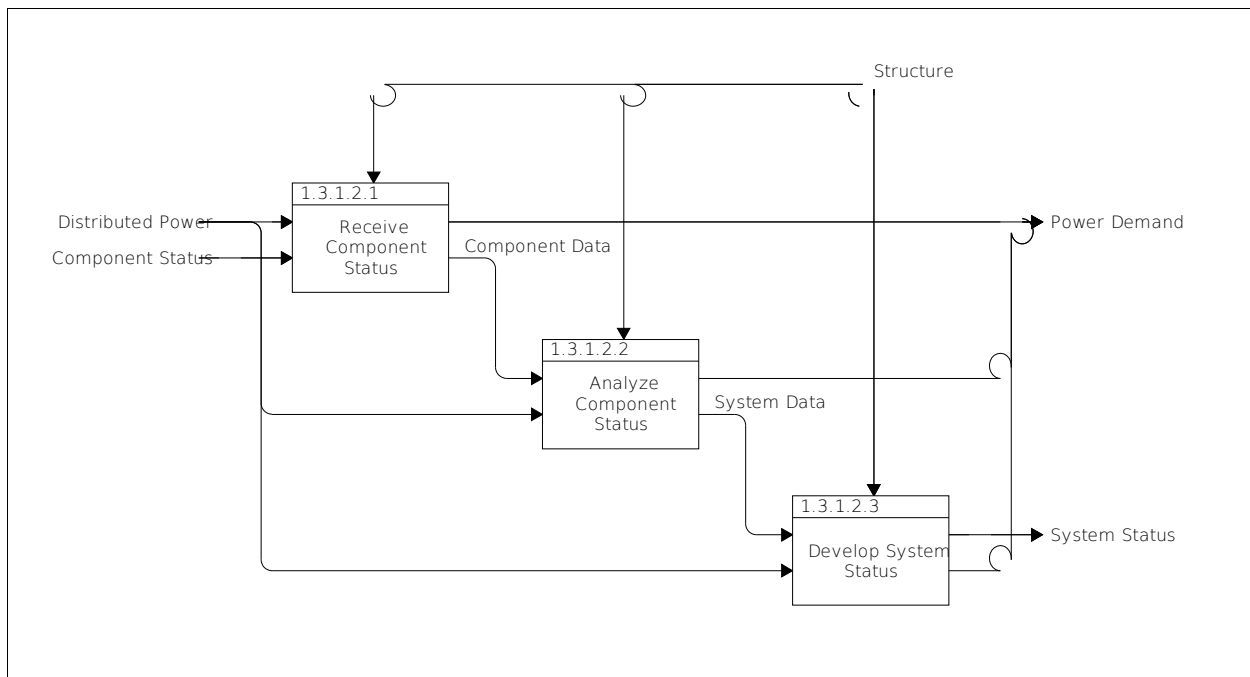 Structure
1.3.1.2.1
Distributed Power
Receive
Component
Status
Power Demand
Component Status
Component Data
1.3.1.2.2
Analyze
Component
Status
System Data
1.3.1.2.3
Develop System
Status
System Status